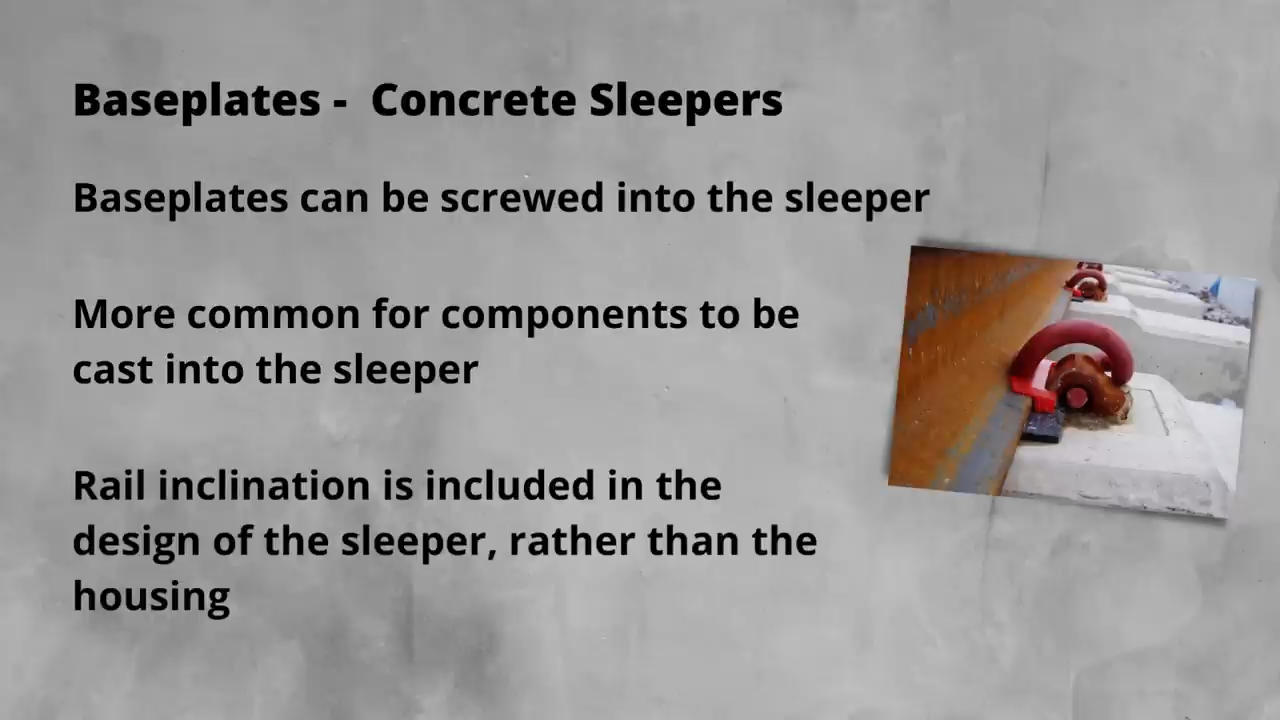 Baseplates -  Concrete Sleepers
Baseplates can be screwed into the sleeper
More common for components to be
cast into the sleeper
Rail inclination is included in the
design of the sleeper, rather than the
housing